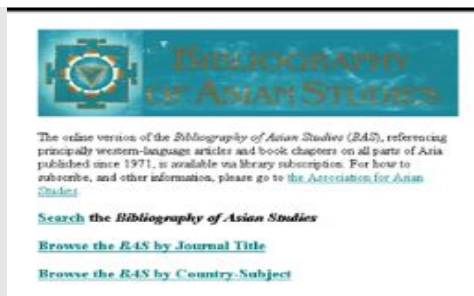 BIBLIOGRAPHY
OF ASIAN STUDIES
The online version of the Bibliography of Asian Studies (BAS), referencing
principally western-language articles and book chapters on all parts of Asia
published since 1971, is available via library subscription. For how to
subscribe, and other information, please go to the Association for Asian
Studies.
Search the Bibliography of Asian Studies
Browse the BAS by Journal Title
Browse the BAS by Country-Subject